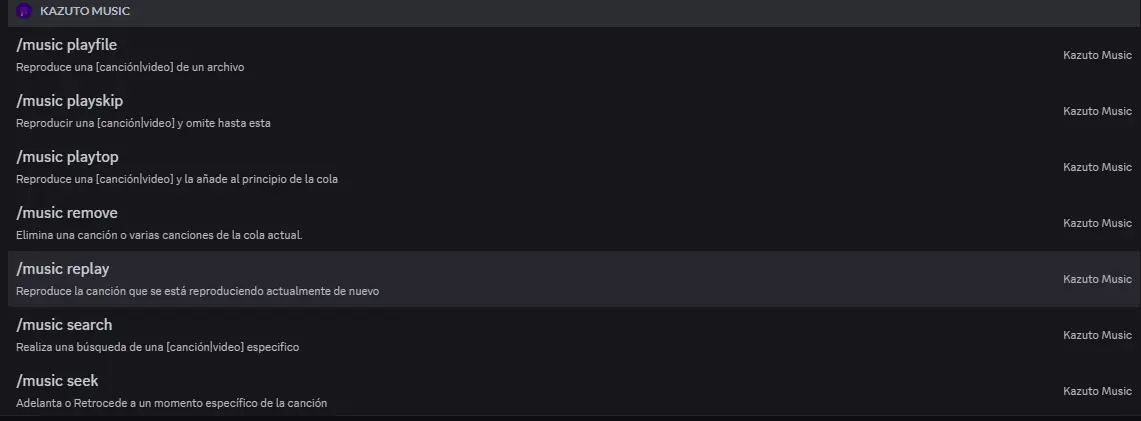 KAZUTO MUSIC
/music playfile
Reproduce una [canción|video] de un archivo
Kazuto Music
/music playskip
Reproducir una [canción|video] y omite hasta esta
Kazuto Music
/music playtop
Reproduce una [canción|video] y la añade al principio de la cola
Kazuto Music
/music remove
Elimina una canción o varias canciones de la cola actual.
Kazuto Music
/music replay
Reproduce la canción que se está reproduciendo actualmente de nuevo
Kazuto Music
/music search
Realiza una búsqueda de una [canción|video] especifico
Kazuto Music
/music seek
Adelanta o Retrocede a un momento específico de la canción
Kazuto Music